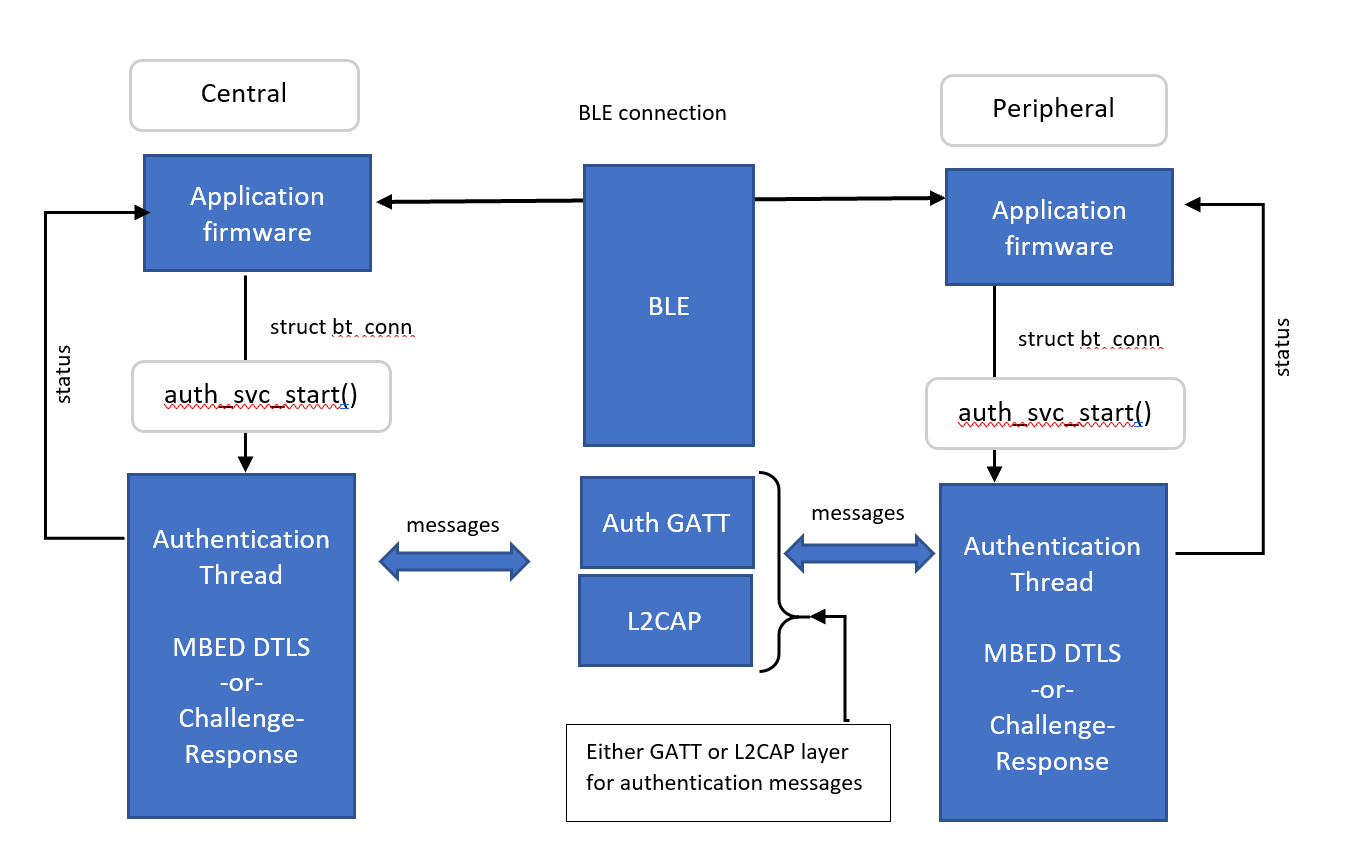 Central
BLE connection
Peripheral
Application
firmware
BLE
Application
firmware
struct bt_conn
struct bt_conn
status
status
auth_svc_start()
auth_svc_start()
Authentication
Thread
MBED DTLS
-or-
Challenge-
Response
messages
Auth GATT
L2CAP
messages
Authentication
Thread
MBED DTLS
-or-
Challenge-
Response
Either GATT or L2CAP layer
for authentication messages